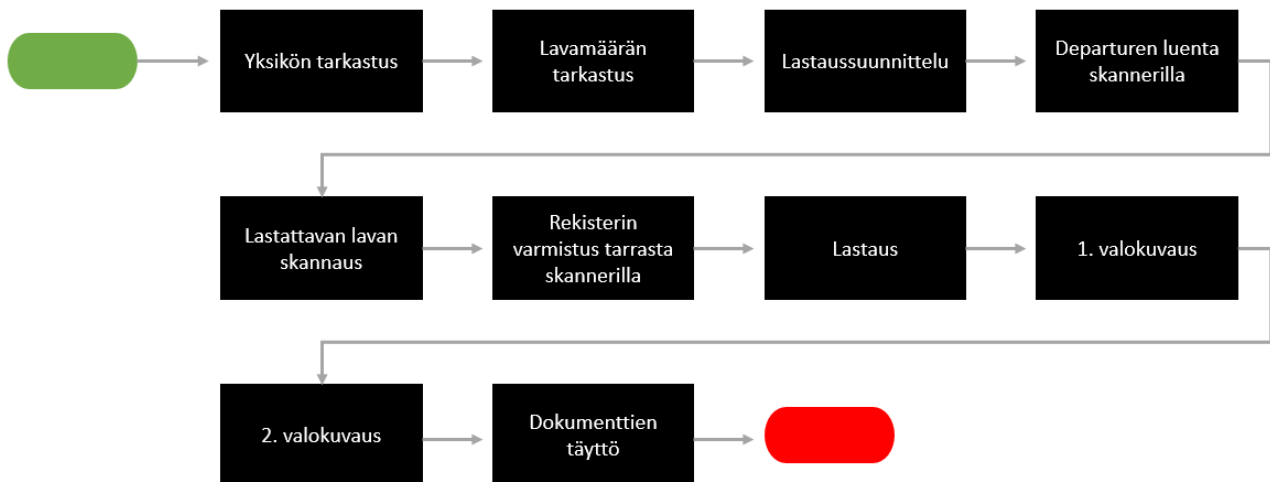 Yksikön tarkastus
Lavamäärän
tarkastus
Lastaussuunnittelu
Departuren luenta
skannerilla
Lastattavan lavan
skannaus
Rekisterin
varmistus tarrasta
skannerilla
Lastaus
1. valokuvaus
2. valokuvaus
Dokumenttien
täyttö